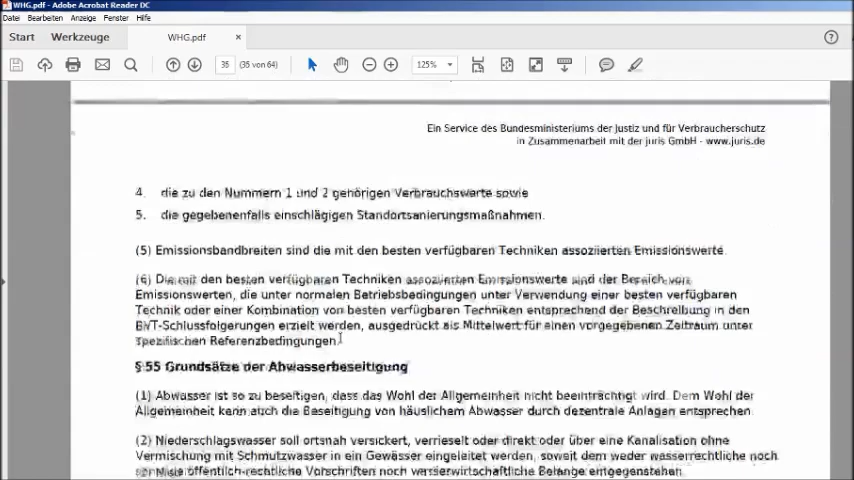 WHG.pdf - Adobe Acrobat Reader DC
Datei Bearbeiten Anzeige Fenster Hilfe
Start Werkzeuge WHG.pdf ×
35 (35 von 64) 125%
Ein Service des Bundesministeriums der Justiz und für Verbraucherschutz
in Zusammenarbeit mit der juris GmbH - www.juris.de
4. die zu den Nummern 1 und 2 gehörigen Verbrauchswerte sowie
5. die gegebenenfalls einschlägigen Standortsanierungsmaßnahmen.
(5) Emissionsbandbreiten sind die mit den besten verfügbaren Techniken assoziierten Emissionswerte.
(6) Die mit den besten verfügbaren Techniken assoziierten Emissionswerte sind der Bereich von
Emissionswerten, die unter normalen Betriebsbedingungen unter Verwendung einer besten verfügbaren
Technik oder einer Kombination von besten verfügbaren Techniken entsprechend der Beschreibung in den
BVT-Schlussfolgerungen erzielt werden, ausgedrückt als Mittelwert für einen vorgegebenen Zeitraum unter
spezifischen Referenzbedingungen.
§ 55 Grundsätze der Abwasserbeseitigung
(1) Abwasser ist so zu beseitigen, dass das Wohl der Allgemeinheit nicht beeinträchtigt wird. Dem Wohl der
Allgemeinheit kann auch die Beseitigung von häuslichem Abwasser durch dezentrale Anlagen entsprechen.
(2) Niederschlagswasser soll ortsnah versickert, verrieselt oder direkt oder über eine Kanalisation ohne
Vermischung mit Schmutzwasser in ein Gewässer eingeleitet werden, soweit dem weder wasserrechtliche noch
sonstige öffentlich-rechtliche Vorschriften noch wasserwirtschaftliche Belange entgegenstehen.